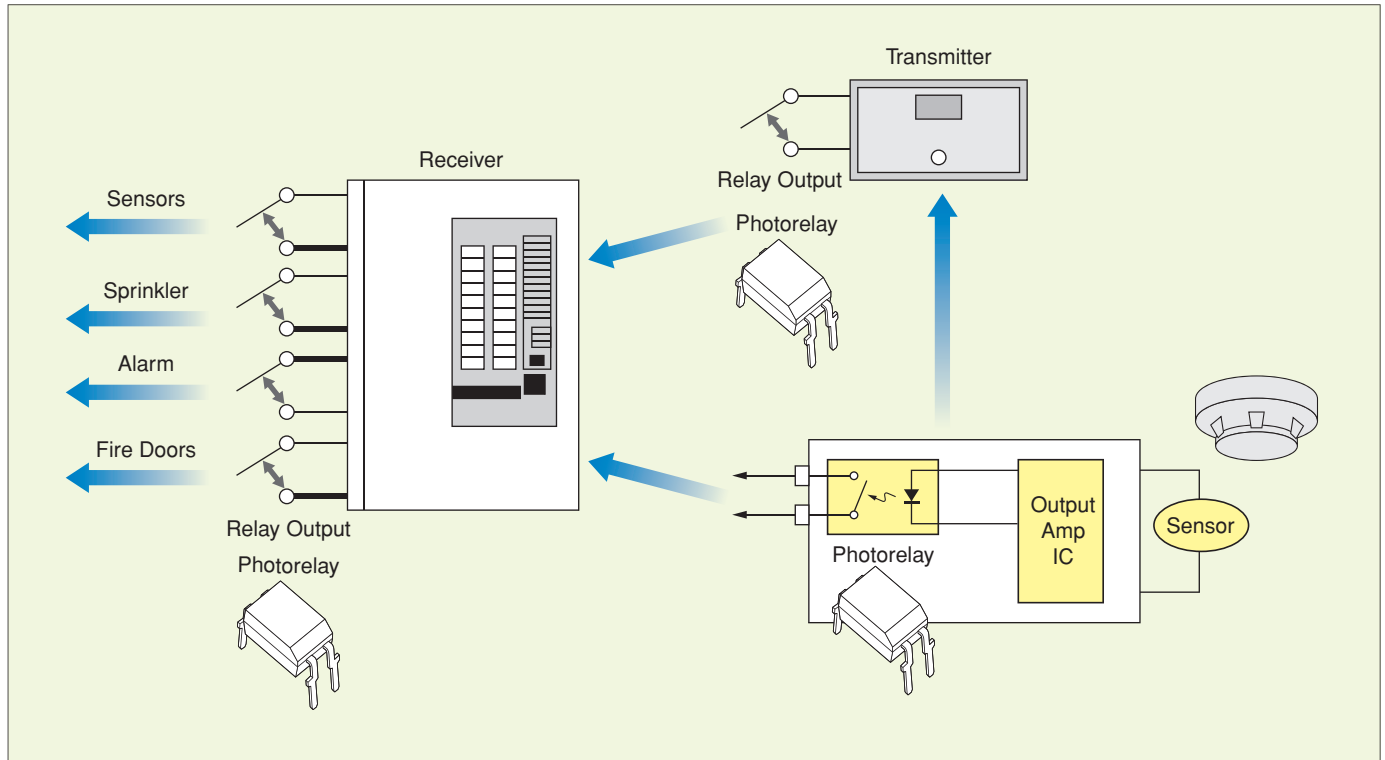 Transmitter
Relay Output
Photorelay
Receiver
Sensors
Sprinkler
Alarm
Fire Doors
Relay Output
Photorelay
Photorelay
Output
Amp
IC
Sensor